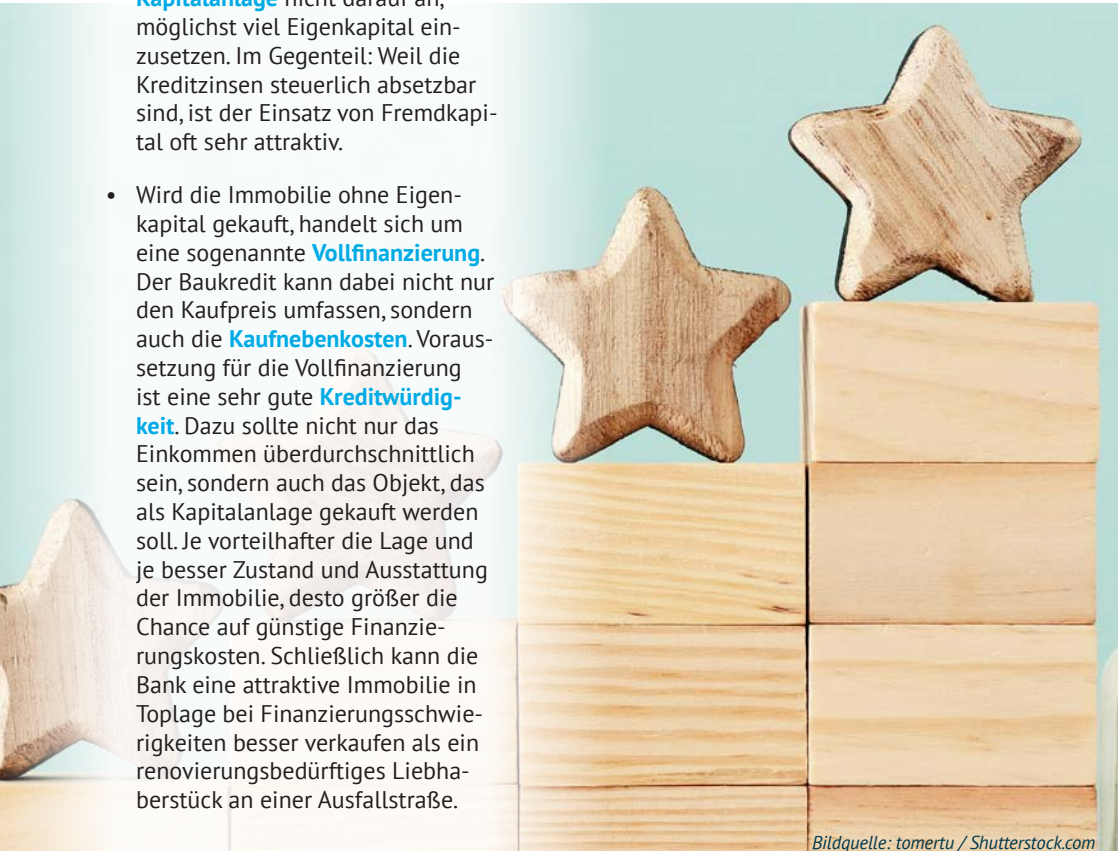 Kapitalanlage nicht darauf an,
möglichst viel Eigenkapital ein-
zusetzen. Im Gegenteil: Weil die
Kreditzinsen steuerlich absetzbar
sind, ist der Einsatz von Fremdkapi-
tal oft sehr attraktiv.
• Wird die Immobilie ohne Eigen-
kapital gekauft, handelt sich um
eine sogenannte Vollfinanzierung.
Der Baukredit kann dabei nicht nur
den Kaufpreis umfassen, sondern
auch die Kaufnebenkosten. Voraus-
setzung für die Vollfinanzierung
ist eine sehr gute Kreditwürdig-
keit. Dazu sollte nicht nur das
Einkommen überdurchschnittlich
sein, sondern auch das Objekt, das
als Kapitalanlage gekauft werden
soll. Je vorteilhafter die Lage und
je besser Zustand und Ausstattung
der Immobilie, desto größer die
Chance auf günstige Finanzie-
rungskosten. Schließlich kann die
Bank eine attraktive Immobilie in
Toplage bei Finanzierungsschwie-
rigkeiten besser verkaufen als ein
renovierungsbedürftiges Liebha-
berstück an einer Ausfallstraße.
Bildquelle: tomertu / Shutterstock.com